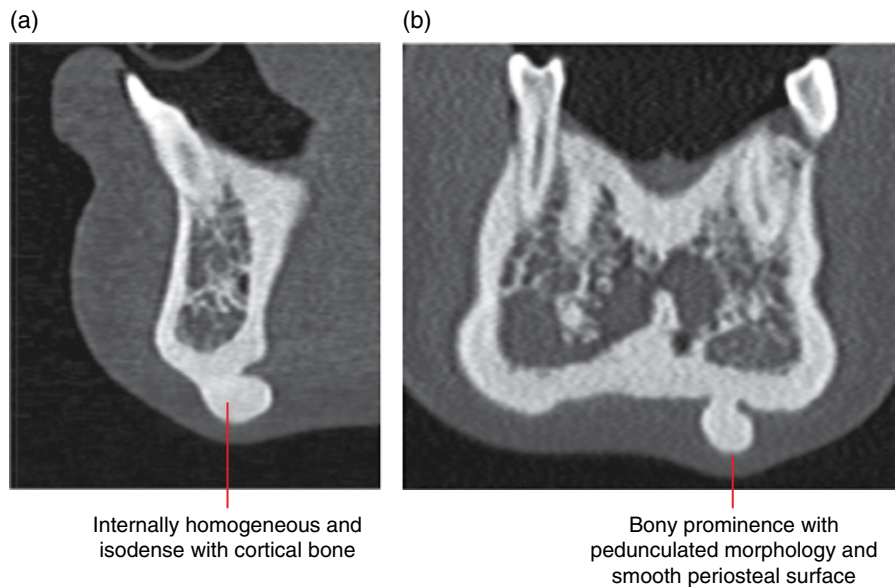 (a)
(b)
Internally homogeneous and
isodense with cortical bone
Bony prominence with
pedunculated morphology and
smooth periosteal surface